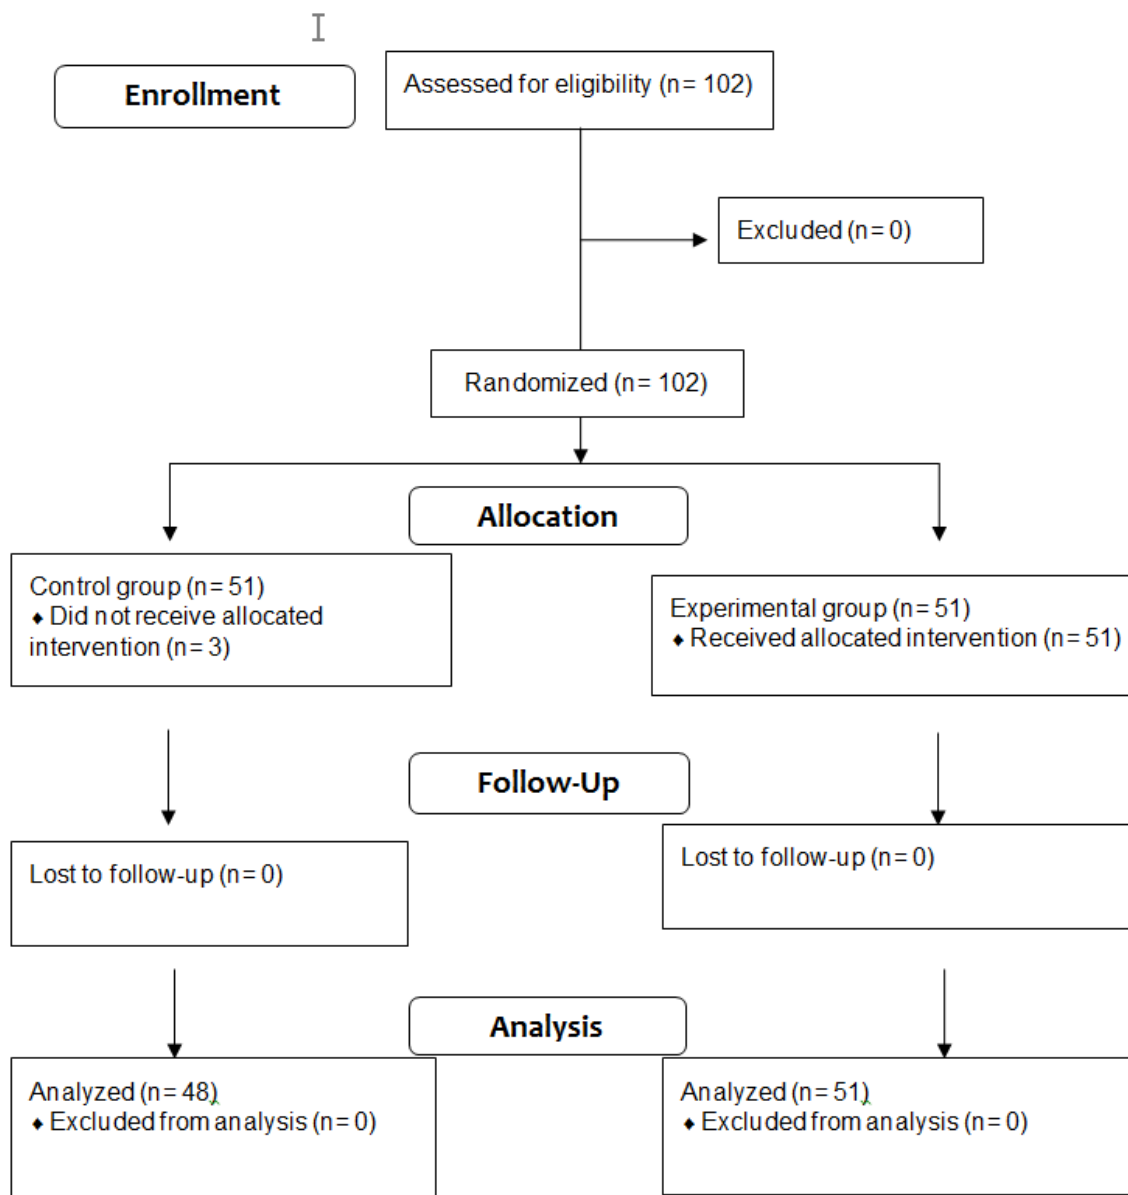 Enrollment
Assessed for eligibility (n= 102)
Excluded (n= 0)
Randomized (n= 102)
Allocation
Control group (n= 51)
♦ Did not receive allocated
intervention (n= 3)
Experimental group (n= 51)
♦ Received allocated intervention (n= 51)
Follow-Up
Lost to follow-up (n= 0)
Lost to follow-up (n= 0)
Analysis
Analyzed (n= 48)
♦ Excluded from analysis (n= 0)
Analyzed (n= 51)
♦ Excluded from analysis (n= 0)